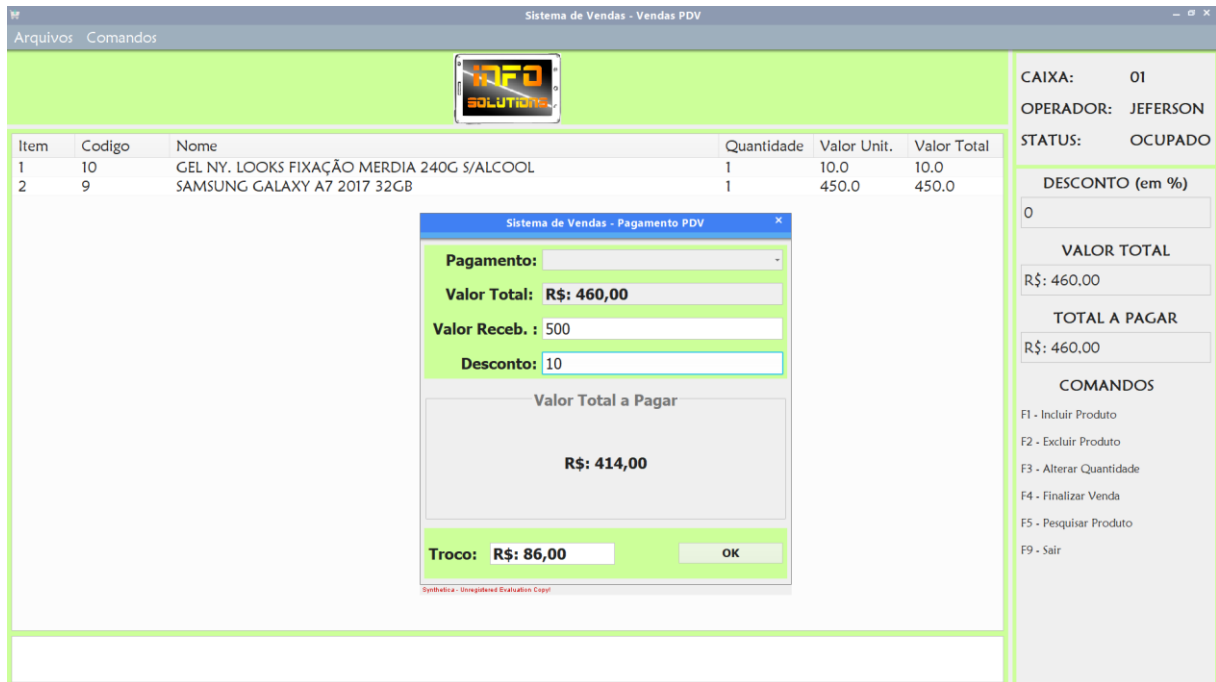 Sistema de Vendas - Vendas PDV
Arquivos Comandos
INFO
SOLUTIONS
CAIXA: 01
OPERADOR: JEFERSON
STATUS: OCUPADO
Item Codigo Nome Quantidade Valor Unit. Valor Total
1 10 GEL NY. LOOKS FIXAÇÃO MERDIA 240G S/ALCOOL 1 10.0 10.0
2 9 SAMSUNG GALAXY A7 2017 32GB 1 450.0 450.0
Sistema de Vendas - Pagamento PDV
Pagamento:
Valor Total: R$: 460,00
Valor Receb. : 500
Desconto: 10
Valor Total a Pagar
R$: 414,00
Troco: R$: 86,00
OK
Synthetica - Unregistered Evaluation Copy!
DESCONTO (em %)
0
VALOR TOTAL
R$: 460,00
TOTAL A PAGAR
R$: 460,00
COMANDOS
F1 - Incluir Produto
F2 - Excluir Produto
F3 - Alterar Quantidade
F4 - Finalizar Venda
F5 - Pesquisar Produto
F9 - Sair